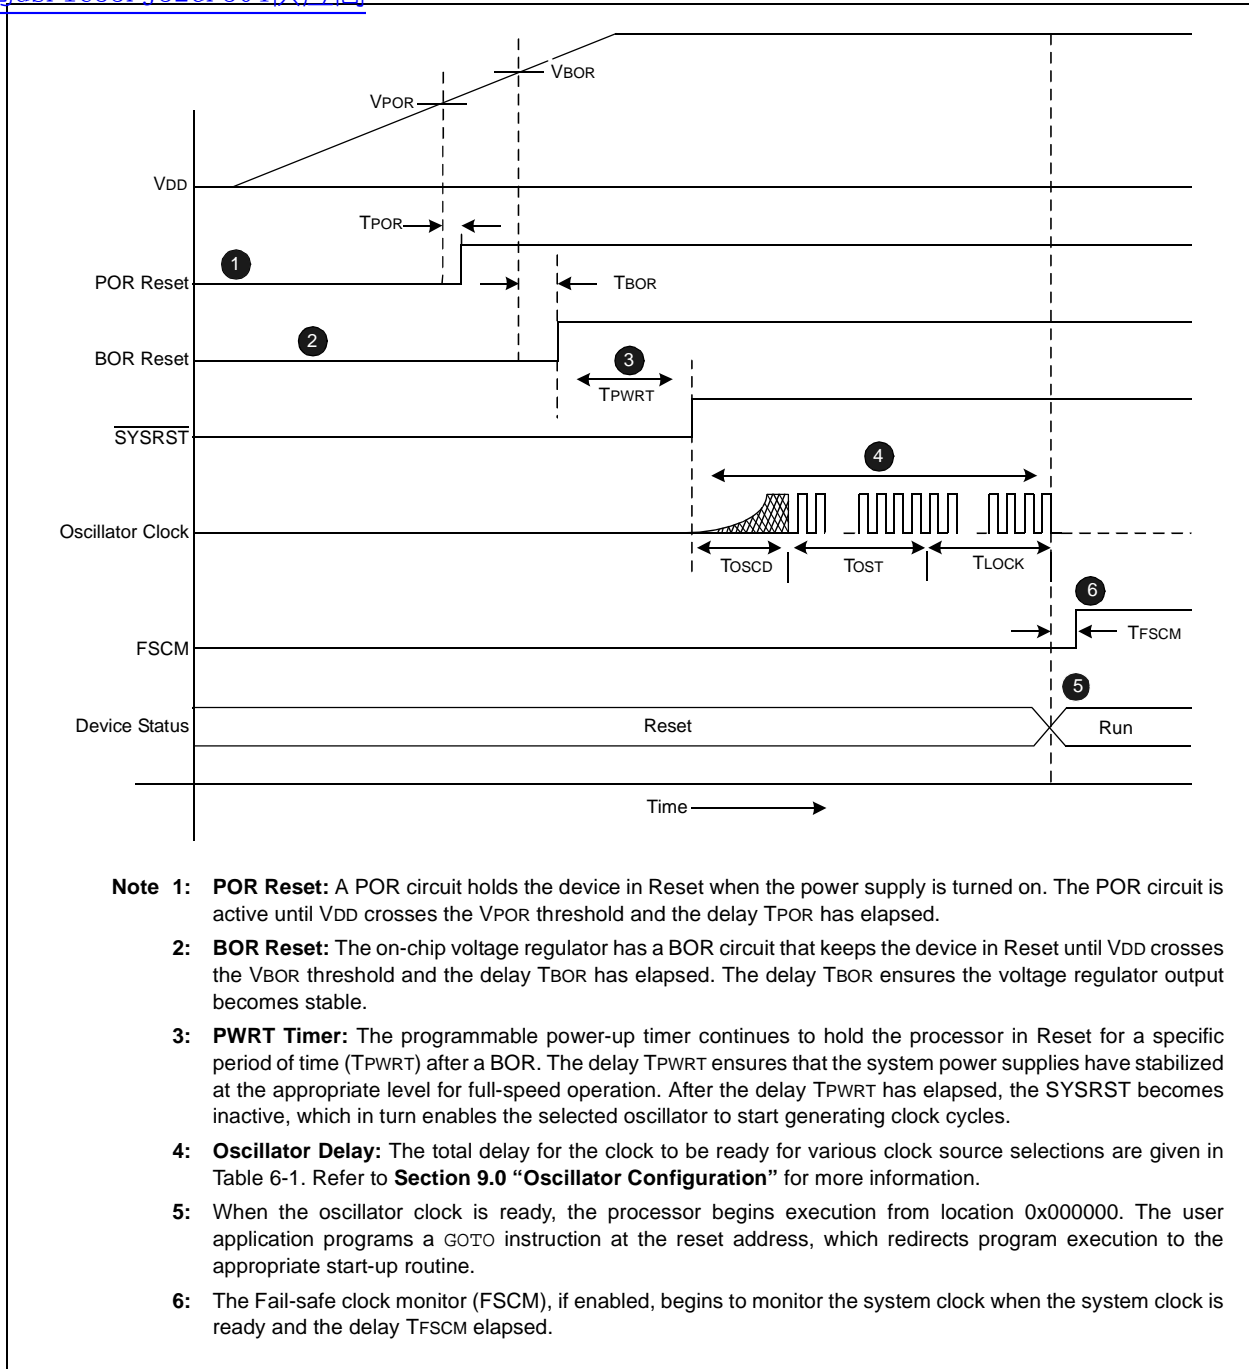 VBOR
VPOR
VDD
TPOR
1
POR Reset
TBOR
2
BOR Reset
3
TPWRT
SYSRST
4
Oscillator Clock
TOSCD
TOST
TLOCK
6
TFSCM
FSCM
5
Device Status
Reset
Run
Time
Note 1: POR Reset: A POR circuit holds the device in Reset when the power supply is turned on. The POR circuit is
active until VDD crosses the VPOR threshold and the delay TPOR has elapsed.
2: BOR Reset: The on-chip voltage regulator has a BOR circuit that keeps the device in Reset until VDD crosses
the VBOR threshold and the delay TBOR has elapsed. The delay TBOR ensures the voltage regulator output
becomes stable.
3: PWRT Timer: The programmable power-up timer continues to hold the processor in Reset for a specific
period of time (TPWRT) after a BOR. The delay TPWRT ensures that the system power supplies have stabilized
at the appropriate level for full-speed operation. After the delay TPWRT has elapsed, the SYSRST becomes
inactive, which in turn enables the selected oscillator to start generating clock cycles.
4: Oscillator Delay: The total delay for the clock to be ready for various clock source selections are given in
Table 6-1. Refer to Section 9.0 “Oscillator Configuration” for more information.
5: When the oscillator clock is ready, the processor begins execution from location 0x000000. The user
application programs a GOTO instruction at the reset address, which redirects program execution to the
appropriate start-up routine.
6: The Fail-safe clock monitor (FSCM), if enabled, begins to monitor the system clock when the system clock is
ready and the delay TFSCM elapsed.